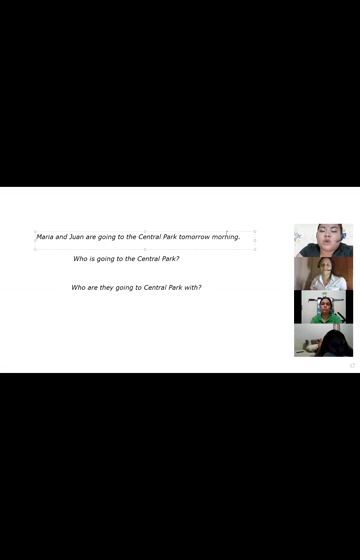 Maria and Juan are going to the Central Park tomorrow morning.
Who is going to the Central Park?
Who are they going to Central Park with?